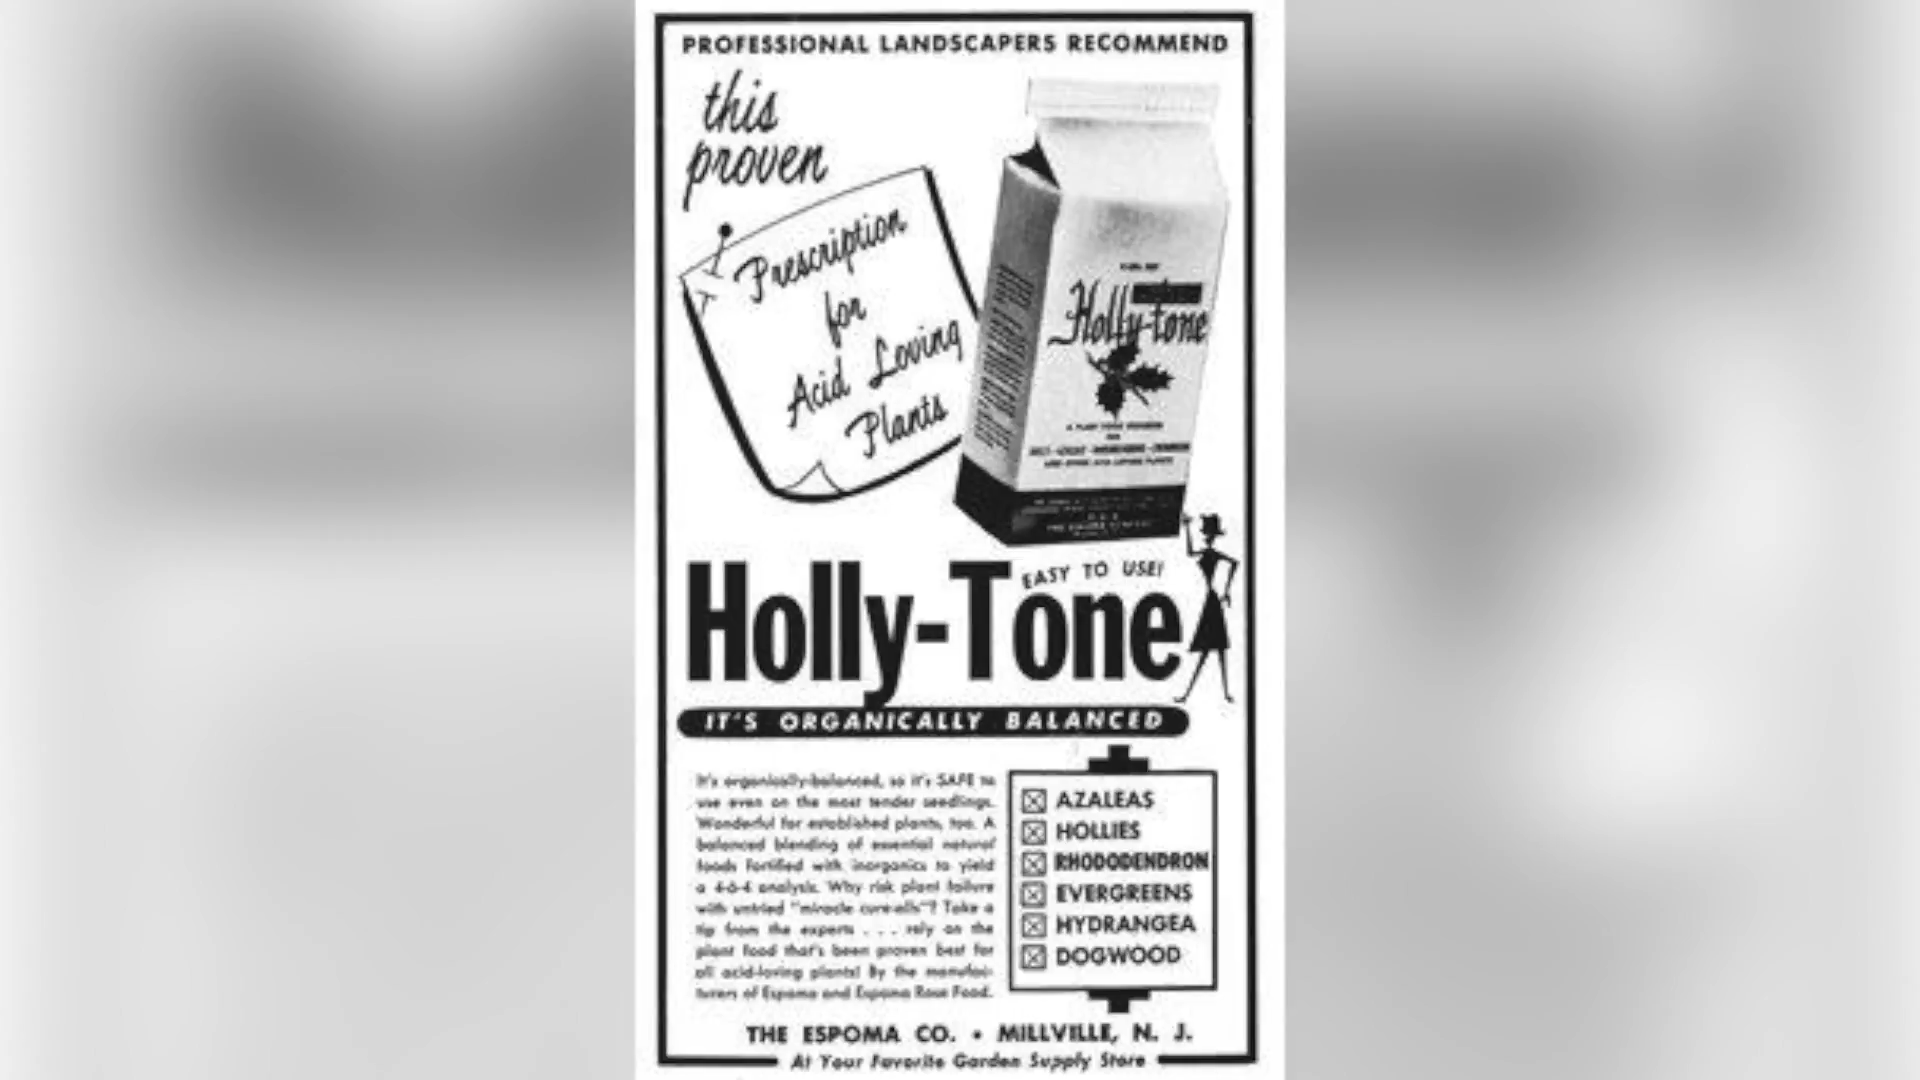 PROFESSIONAL LANDSCAPERS RECOMMEND
this
proven
Prescription
for
Acid Loving
Plants
Holly-tone
EASY TO USE!
Holly-Tone
IT'S ORGANICALLY BALANCED
It's organically-balanced, so it's SAFE to
use even on the most tender seedlings.
Wonderful for established plants, too. A
balanced blending of essential natural
foods fortified with inorganics to yield
a 4-6-4 analysis. Why risk plant failure
with untried "miracle cure-alls"? Take a
tip from the experts . . . rely on the
plant food that's been proven best for
all acid-loving plants! By the manufac-
turers of Espoma and Espoma Rose Food.
AZALEAS
HOLLIES
RHODODENDRON
EVERGREENS
HYDRANGEA
DOGWOOD
THE ESPOMA CO. • MILLVILLE, N. J.
At Your Favorite Garden Supply Store